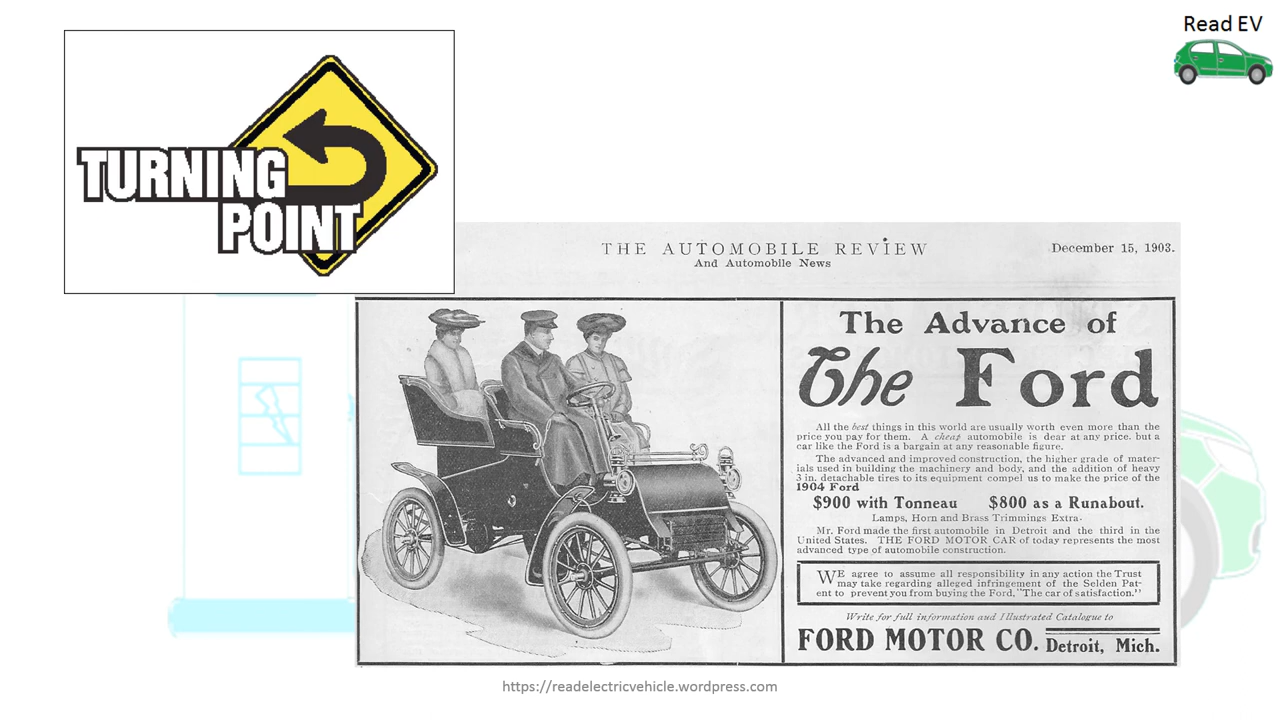 Read EV
TURNING
POINT
THE AUTOMOBILE REVIEW
And Automobile News
December 15, 1903.
The Advance of
The Ford
All the best things in this world are usually worth even more than the
price you pay for them. A cheap automobile is dear at any price, but a
car like the Ford is a bargain at any reasonable figure.
The advanced and improved construction, the higher grade of mater-
ials used in building the machinery and body, and the addition of heavy
3 in. detachable tires to its equipment compel us to make the price of the
1904 Ford
$900 with Tonneau $800 as a Runabout.
Lamps, Horn and Brass Trimmings Extra.
Mr. Ford made the first automobile in Detroit and the third in the
United States. THE FORD MOTOR CAR of today represents the most
advanced type of automobile construction.
WE agree to assume all responsibility in any action the Trust
may take regarding alleged infringement of the Selden Pat-
ent to prevent you from buying the Ford, "The car of satisfaction."
Write for full information and Illustrated Catalogue to
FORD MOTOR CO. Detroit, Mich.
https://readelectricvehicle.wordpress.com